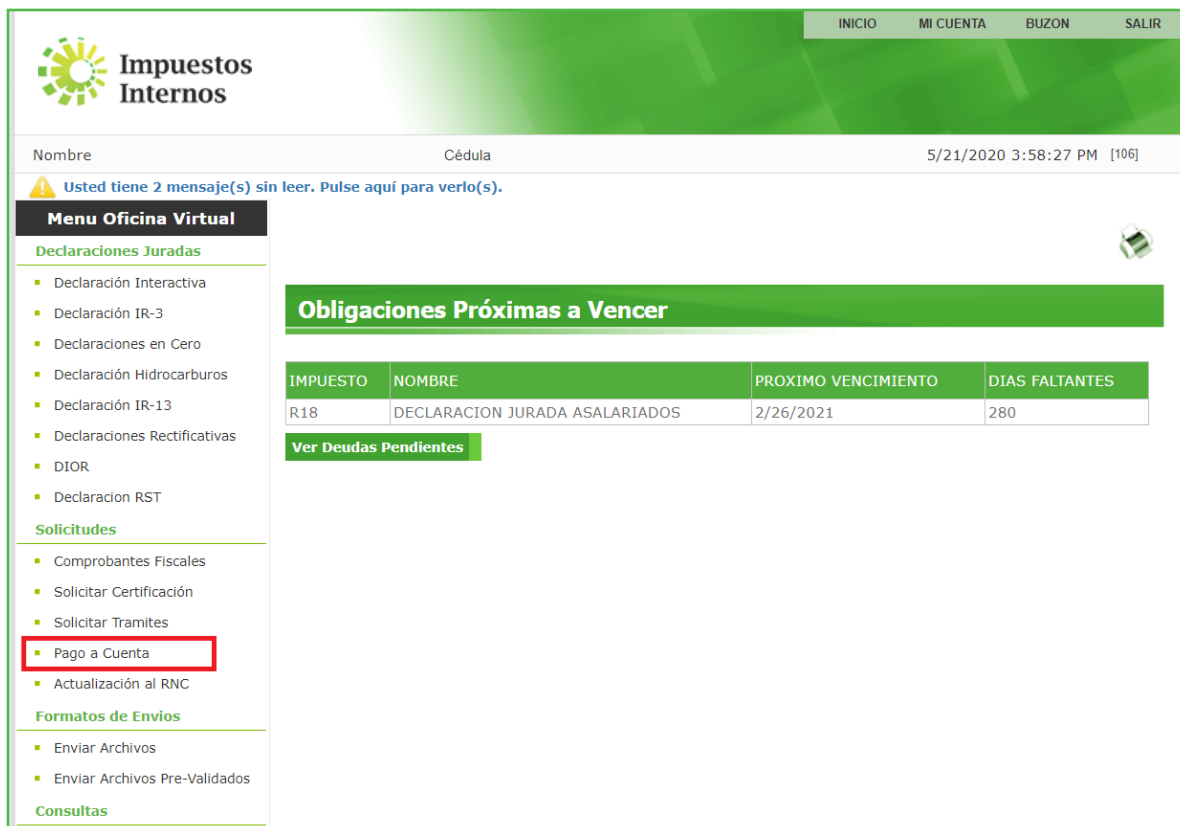 INICIO MI CUENTA BUZON SALIR
Impuestos
Internos
Nombre Cédula 5/21/2020 3:58:27 PM [106]
Usted tiene 2 mensaje(s) sin leer. Pulse aquí para verlo(s).
Menu Oficina Virtual
Declaraciones Juradas
Declaración Interactiva
Declaración IR-3
Declaraciones en Cero
Declaración Hidrocarburos
Declaración IR-13
Declaraciones Rectificativas
DIOR
Declaracion RST
Solicitudes
Comprobantes Fiscales
Solicitar Certificación
Solicitar Tramites
Pago a Cuenta
Actualización al RNC
Formatos de Envios
Enviar Archivos
Enviar Archivos Pre-Validados
Consultas
Obligaciones Próximas a Vencer
IMPUESTO NOMBRE PROXIMO VENCIMIENTO DIAS FALTANTES
R18 DECLARACION JURADA ASALARIADOS 2/26/2021 280
Ver Deudas Pendientes